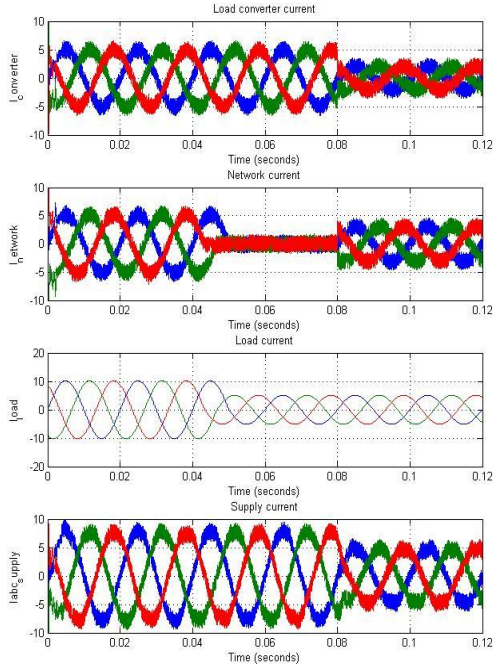 Load converter current
I_converter
10
5
0
-5
-10
0 0.02 0.04 0.06 0.08 0.1 0.12
Time (seconds)
Network current
I_network
10
5
0
-5
-10
0 0.02 0.04 0.06 0.08 0.1 0.12
Time (seconds)
Load current
I_load
20
10
0
-10
-20
0 0.02 0.04 0.06 0.08 0.1 0.12
Time (seconds)
Supply current
Iabc_supply
10
5
0
-5
-10
0 0.02 0.04 0.06 0.08 0.1 0.12
Time (seconds)